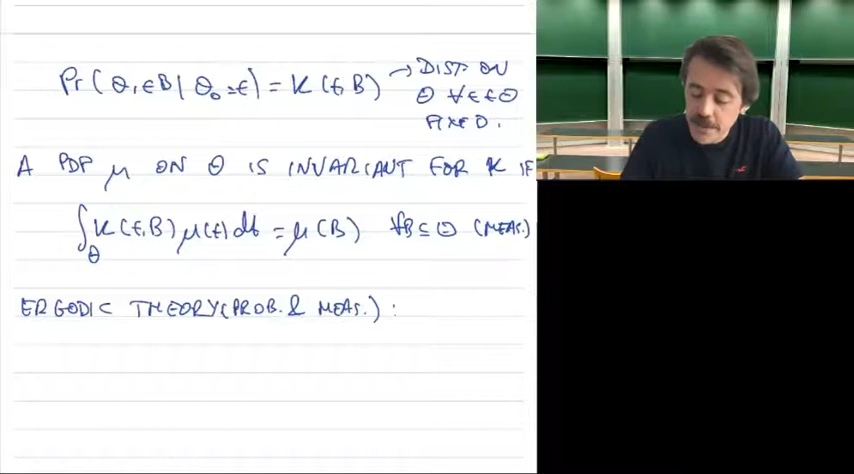 Pr(θ₁∈B | θ₀=t) = K(t,B) → DIST. ON
Θ ∀t∈Θ
FIXED.
A PDF μ ON Θ IS INVARIANT FOR K IF
∫_Θ K(t,B) μ(t) dt = μ(B) ∀B⊆Θ (MEAS.)
ERGODIC THEORY (PROB. & MEAS.):